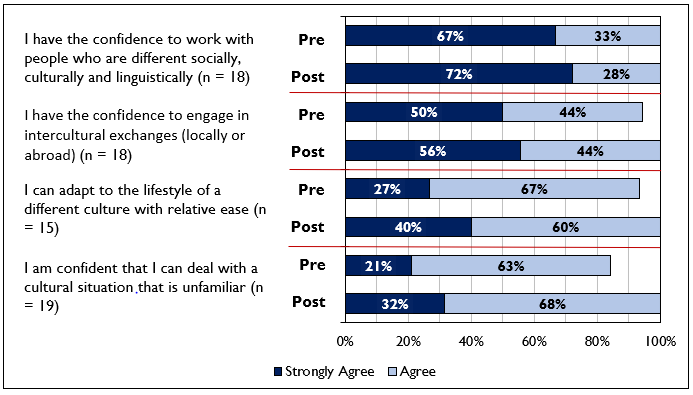 I have the confidence to work with
people who are different socially,
culturally and linguistically (n = 18)
Pre
67%
33%
Post
72%
28%
I have the confidence to engage in
intercultural exchanges (locally or
abroad) (n = 18)
Pre
50%
44%
Post
56%
44%
I can adapt to the lifestyle of a
different culture with relative ease (n
= 15)
Pre
27%
67%
Post
40%
60%
I am confident that I can deal with a
cultural situation that is unfamiliar (n
= 19)
Pre
21%
63%
Post
32%
68%
0% 20% 40% 60% 80% 100%
Strongly Agree Agree